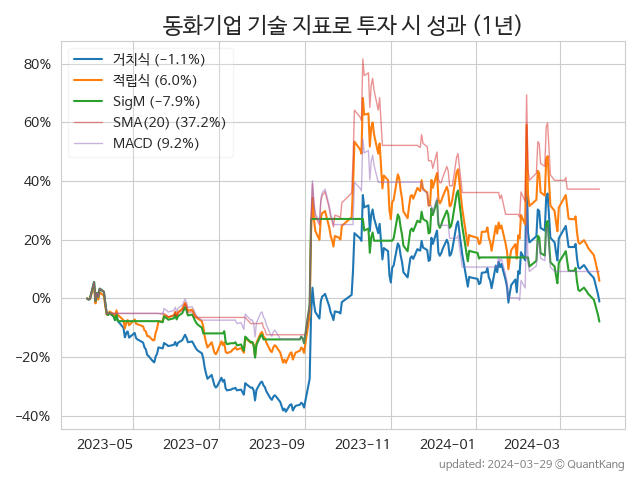 동화기업 기술 지표로 투자 시 성과 (1년)
거치식 (−1.1%)
적립식 (6.0%)
SigM (−7.9%)
SMA(20) (37.2%)
MACD (9.2%)
80%
60%
40%
20%
0%
−20%
−40%
2023-05 2023-07 2023-09 2023-11 2024-01 2024-03
updated: 2024-03-29 © QuantKang